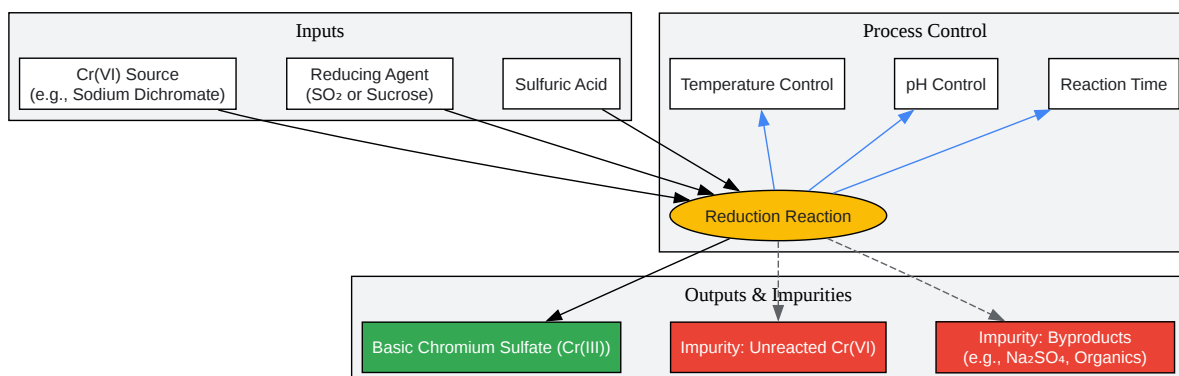 Inputs
Cr(VI) Source
(e.g., Sodium Dichromate)
Reducing Agent
(SO₂ or Sucrose)
Sulfuric Acid
Process Control
Temperature Control
pH Control
Reaction Time
Reduction Reaction
Outputs & Impurities
Basic Chromium Sulfate (Cr(III))
Impurity: Unreacted Cr(VI)
Impurity: Byproducts
(e.g., Na₂SO₄, Organics)